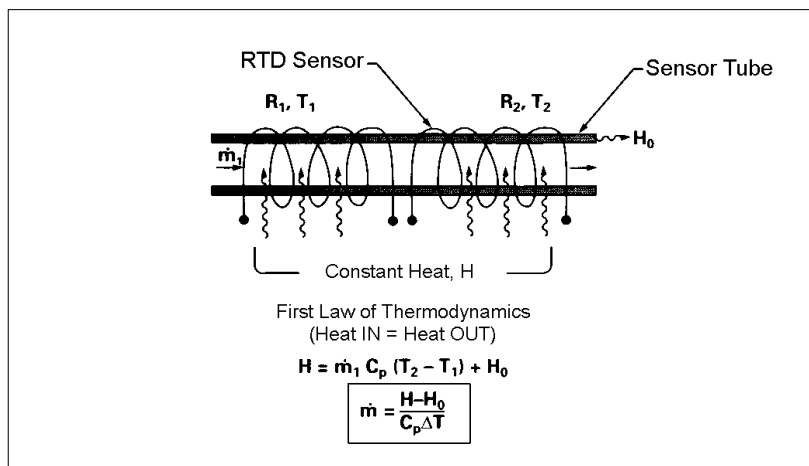 RTD Sensor
Sensor Tube
R₁, T₁
R₂, T₂
H₀
ṁ₁
Constant Heat, H
First Law of Thermodynamics
(Heat IN = Heat OUT)
H = ṁ₁ Cₚ (T₂ – T₁) + H₀
ṁ = H–H₀ / CₚΔT